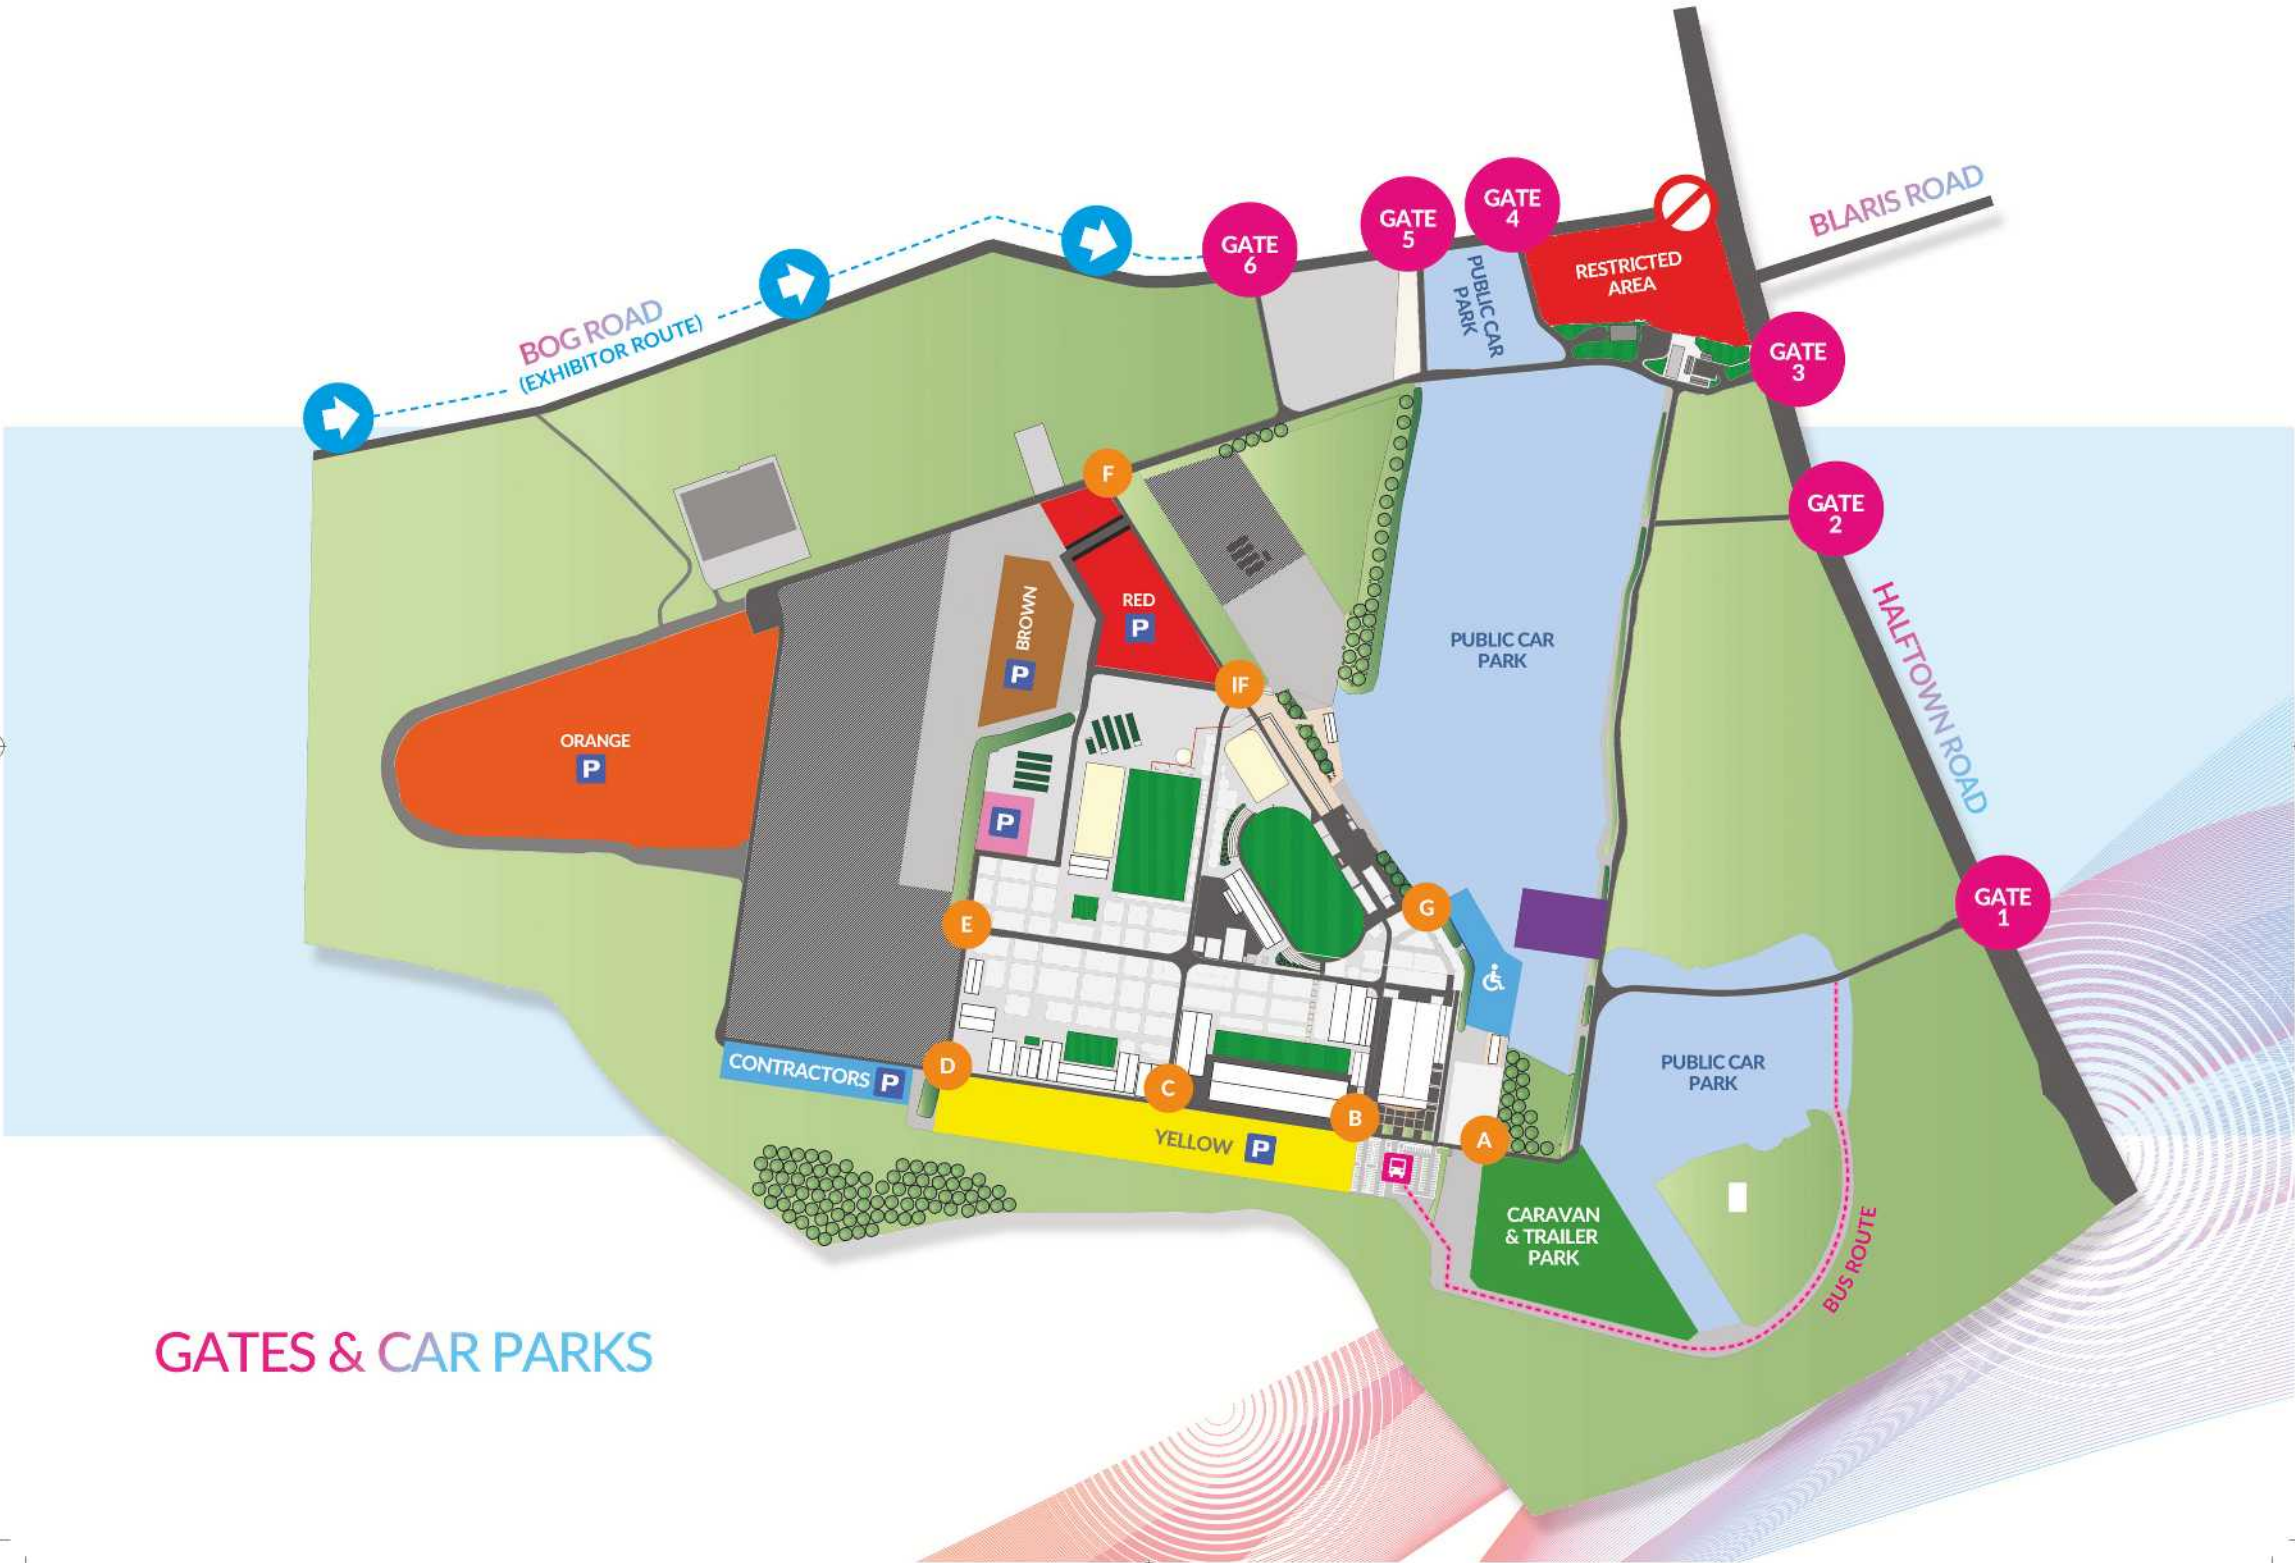 GATE
4
GATE
5
GATE
6
BLARIS ROAD
RESTRICTED
AREA
PUBLIC CAR
PARK
BOG ROAD
(EXHIBITOR ROUTE)
GATE
3
F
GATE
2
BROWN
P
RED
P
HALFTOWN ROAD
PUBLIC CAR
PARK
IF
ORANGE
P
P
GATE
1
G
E
CONTRACTORS P
D
C
B
A
YELLOW P
PUBLIC CAR
PARK
CARAVAN
& TRAILER
PARK
BUS ROUTE
GATES & CAR PARKS